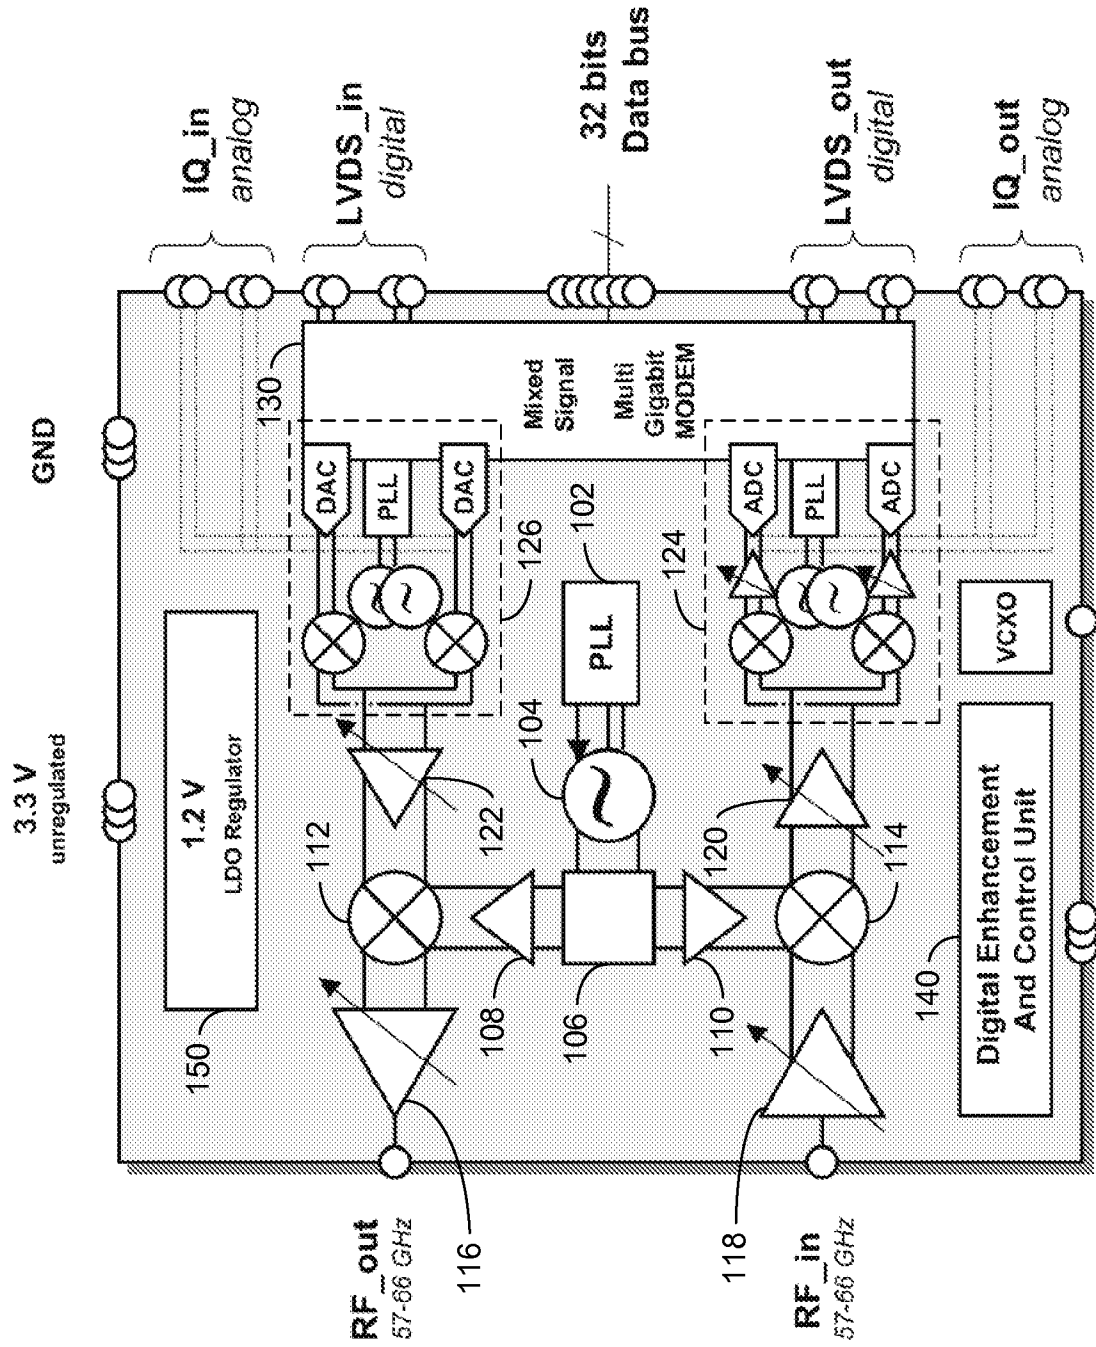 3.3 V
unregulated
GND
150
1.2 V
LDO Regulator
IQ_in
analog
LVDS_in
digital
32 bits
Data bus
LVDS_out
digital
IQ_out
analog
130
Mixed
Signal
Multi
Gigabit
MODEM
DAC
PLL
DAC
126
ADC
PLL
ADC
124
102
PLL
104
112
122
108
106
110
120
114
116
118
RF_out
57-66 GHz
RF_in
57-66 GHz
140
Digital Enhancement
And Control Unit
VCXO